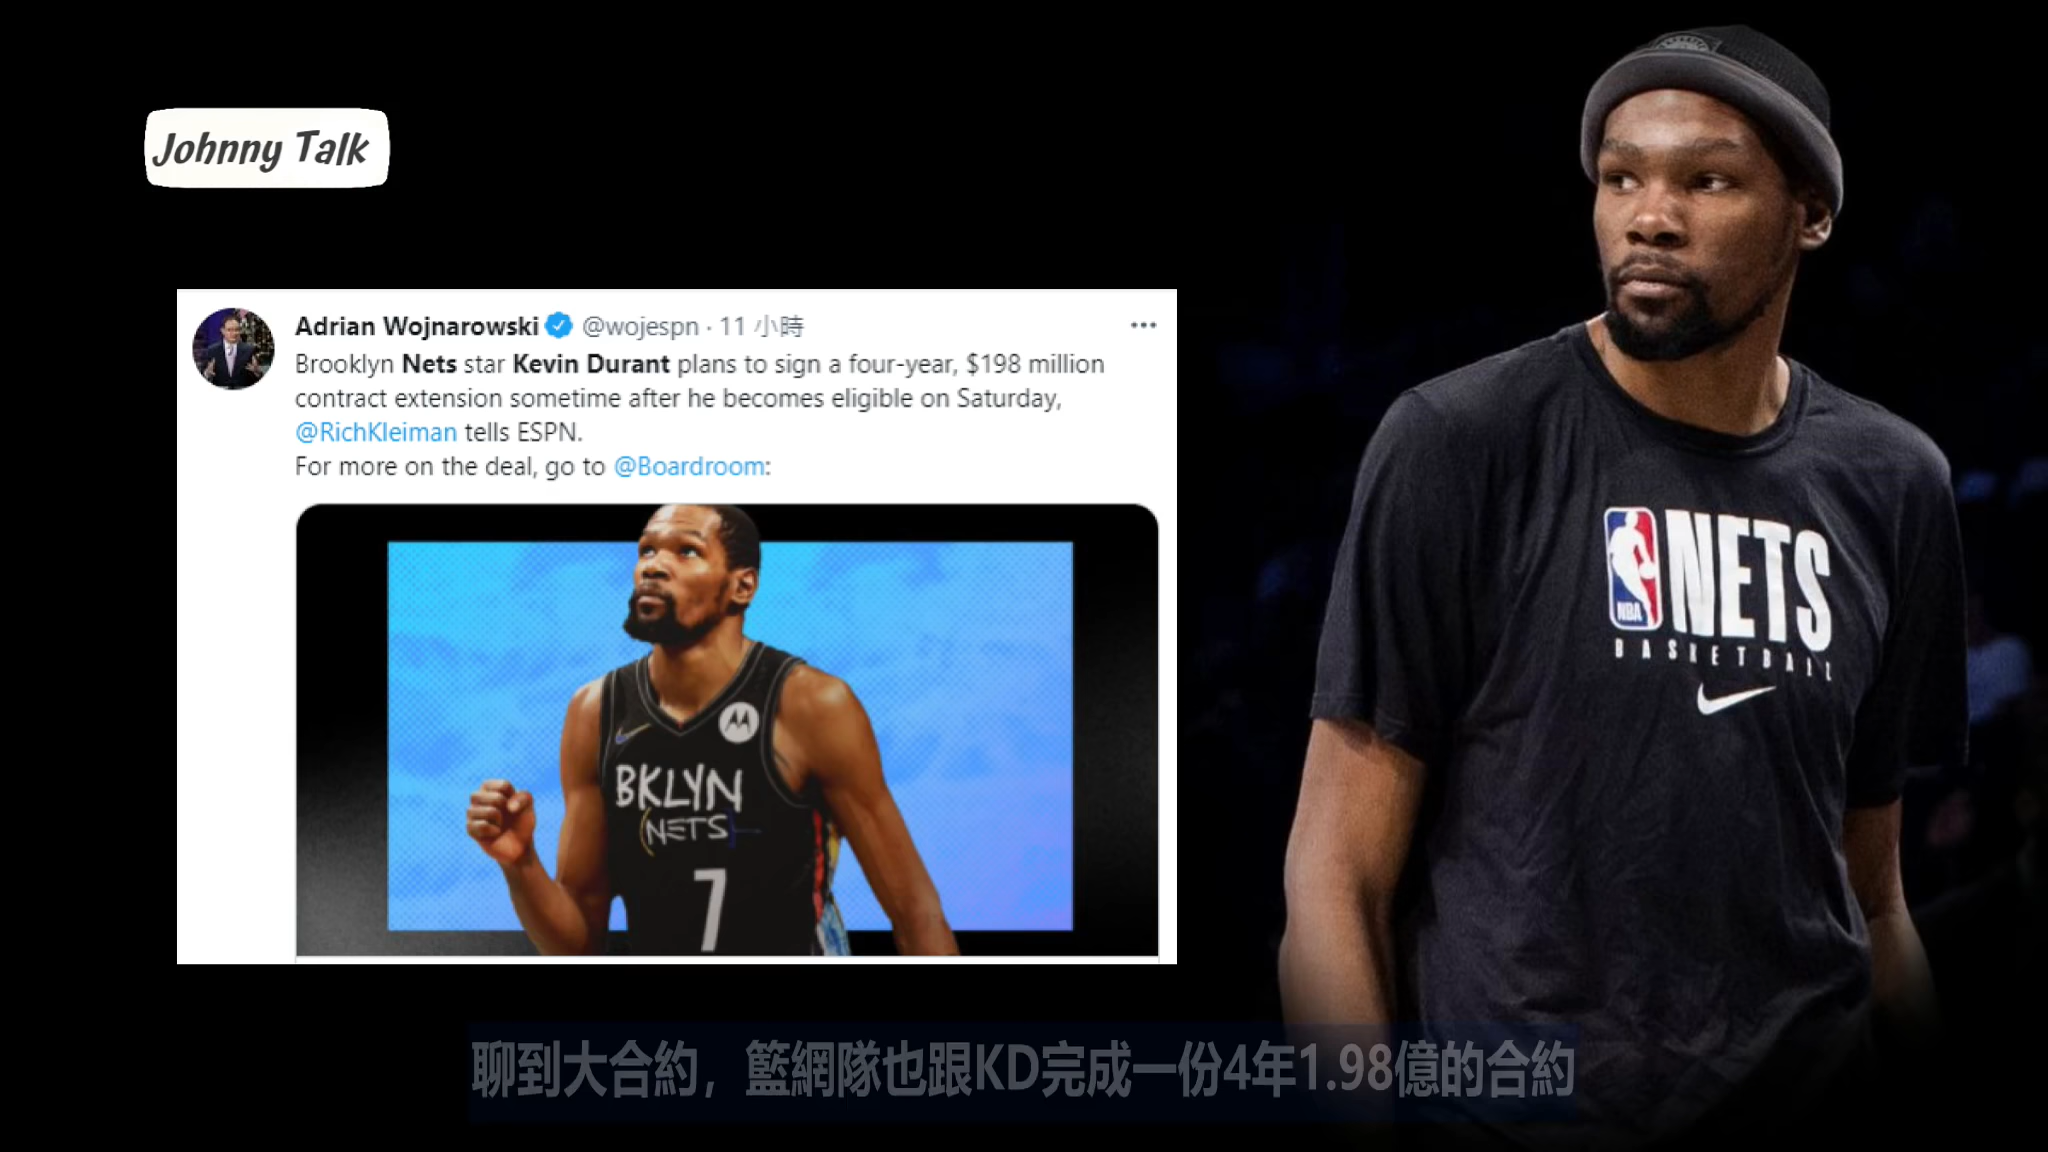 Johnny Talk
Adrian Wojnarowski @wojespn · 11 小時
Brooklyn Nets star Kevin Durant plans to sign a four-year, $198 million
contract extension sometime after he becomes eligible on Saturday,
@RichKleiman tells ESPN.
For more on the deal, go to @Boardroom:
BKLYN
NETS
7
NBA
NETS
BASKETBALL
聊到大合約，籃網隊也跟KD完成一份4年1.98億的合約